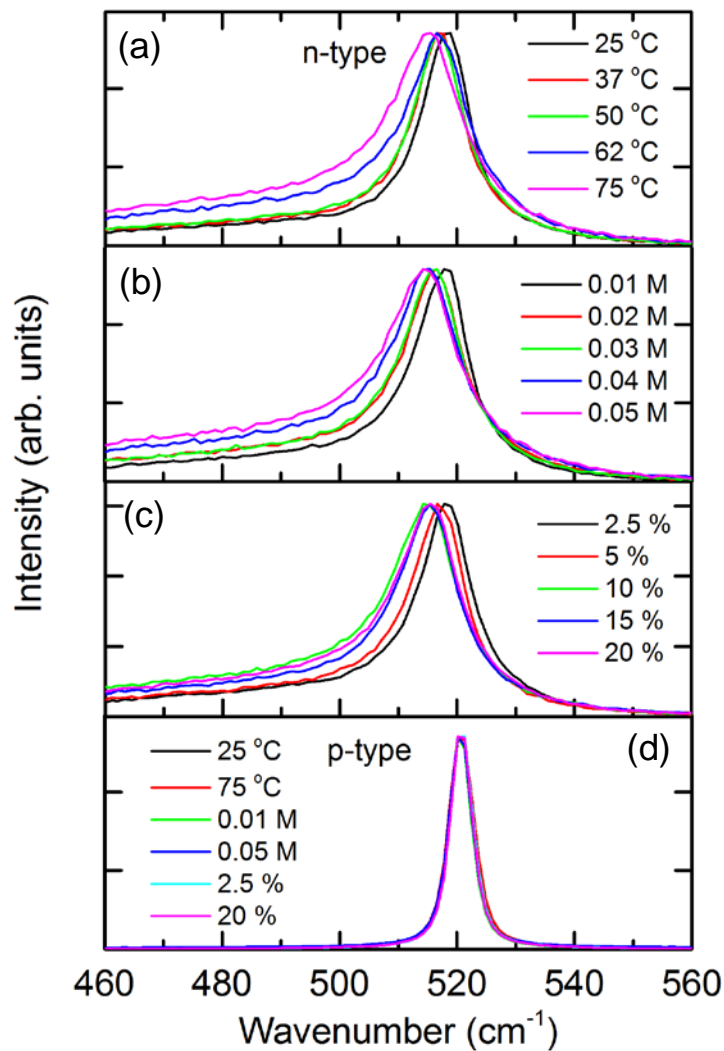 (a)
n-type
25 °C
37 °C
50 °C
62 °C
75 °C
(b)
0.01 M
0.02 M
0.03 M
0.04 M
0.05 M
(c)
2.5 %
5 %
10 %
15 %
20 %
(d)
p-type
25 °C
75 °C
0.01 M
0.05 M
2.5 %
20 %
Intensity (arb. units)
460 480 500 520 540 560
Wavenumber (cm⁻¹)